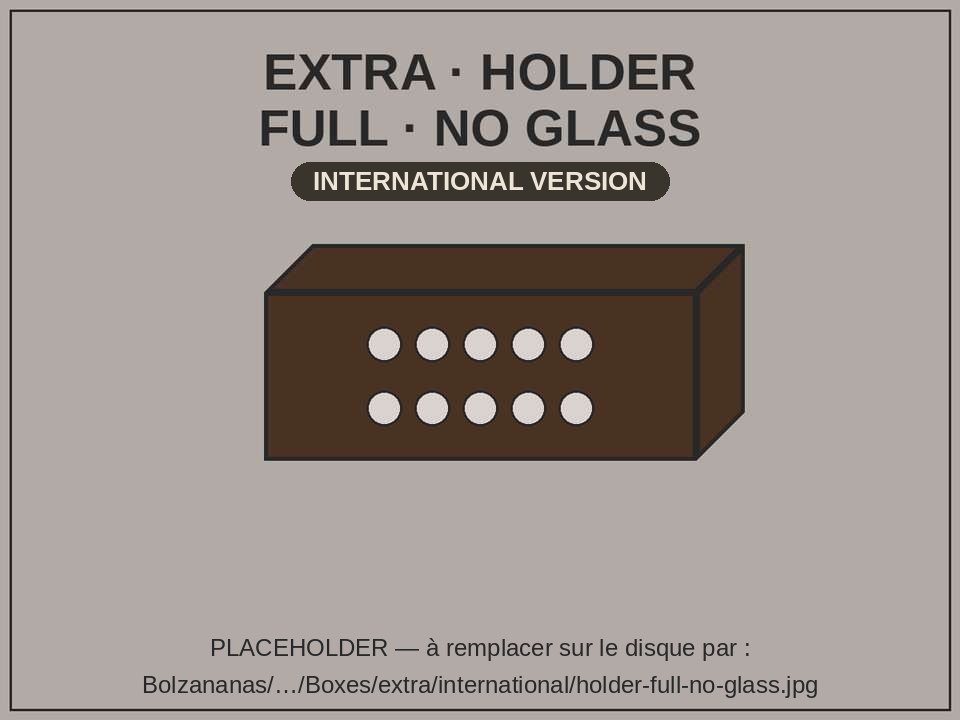 EXTRA · HOLDER
FULL · NO GLASS
INTERNATIONAL VERSION
PLACEHOLDER — à remplacer sur le disque par :
Bolzananas/…/Boxes/extra/international/holder-full-no-glass.jpg